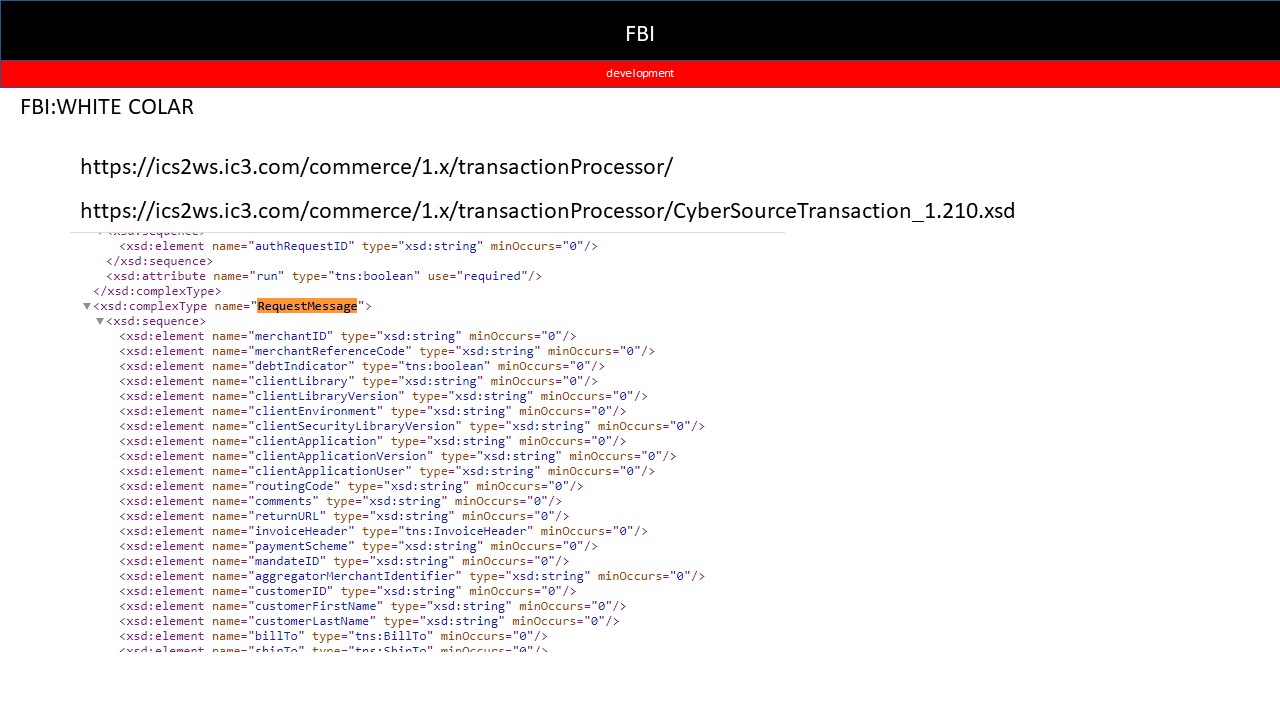 FBI
development
FBI:WHITE COLAR
https://ics2ws.ic3.com/commerce/1.x/transactionProcessor/
https://ics2ws.ic3.com/commerce/1.x/transactionProcessor/CyberSourceTransaction_1.210.xsd
<xsd:sequence>
<xsd:element name="authRequestID" type="xsd:string" minOccurs="0"/>
</xsd:sequence>
<xsd:attribute name="run" type="tns:boolean" use="required"/>
</xsd:complexType>
▼<xsd:complexType name="RequestMessage">
▼<xsd:sequence>
<xsd:element name="merchantID" type="xsd:string" minOccurs="0"/>
<xsd:element name="merchantReferenceCode" type="xsd:string" minOccurs="0"/>
<xsd:element name="debtIndicator" type="tns:boolean" minOccurs="0"/>
<xsd:element name="clientLibrary" type="xsd:string" minOccurs="0"/>
<xsd:element name="clientLibraryVersion" type="xsd:string" minOccurs="0"/>
<xsd:element name="clientEnvironment" type="xsd:string" minOccurs="0"/>
<xsd:element name="clientSecurityLibraryVersion" type="xsd:string" minOccurs="0"/>
<xsd:element name="clientApplication" type="xsd:string" minOccurs="0"/>
<xsd:element name="clientApplicationVersion" type="xsd:string" minOccurs="0"/>
<xsd:element name="clientApplicationUser" type="xsd:string" minOccurs="0"/>
<xsd:element name="routingCode" type="xsd:string" minOccurs="0"/>
<xsd:element name="comments" type="xsd:string" minOccurs="0"/>
<xsd:element name="returnURL" type="xsd:string" minOccurs="0"/>
<xsd:element name="invoiceHeader" type="tns:InvoiceHeader" minOccurs="0"/>
<xsd:element name="paymentScheme" type="xsd:string" minOccurs="0"/>
<xsd:element name="mandateID" type="xsd:string" minOccurs="0"/>
<xsd:element name="aggregatorMerchantIdentifier" type="xsd:string" minOccurs="0"/>
<xsd:element name="customerID" type="xsd:string" minOccurs="0"/>
<xsd:element name="customerFirstName" type="xsd:string" minOccurs="0"/>
<xsd:element name="customerLastName" type="xsd:string" minOccurs="0"/>
<xsd:element name="billTo" type="tns:BillTo" minOccurs="0"/>
<xsd:element name="shipTo" type="tns:ShipTo" minOccurs="0"/>